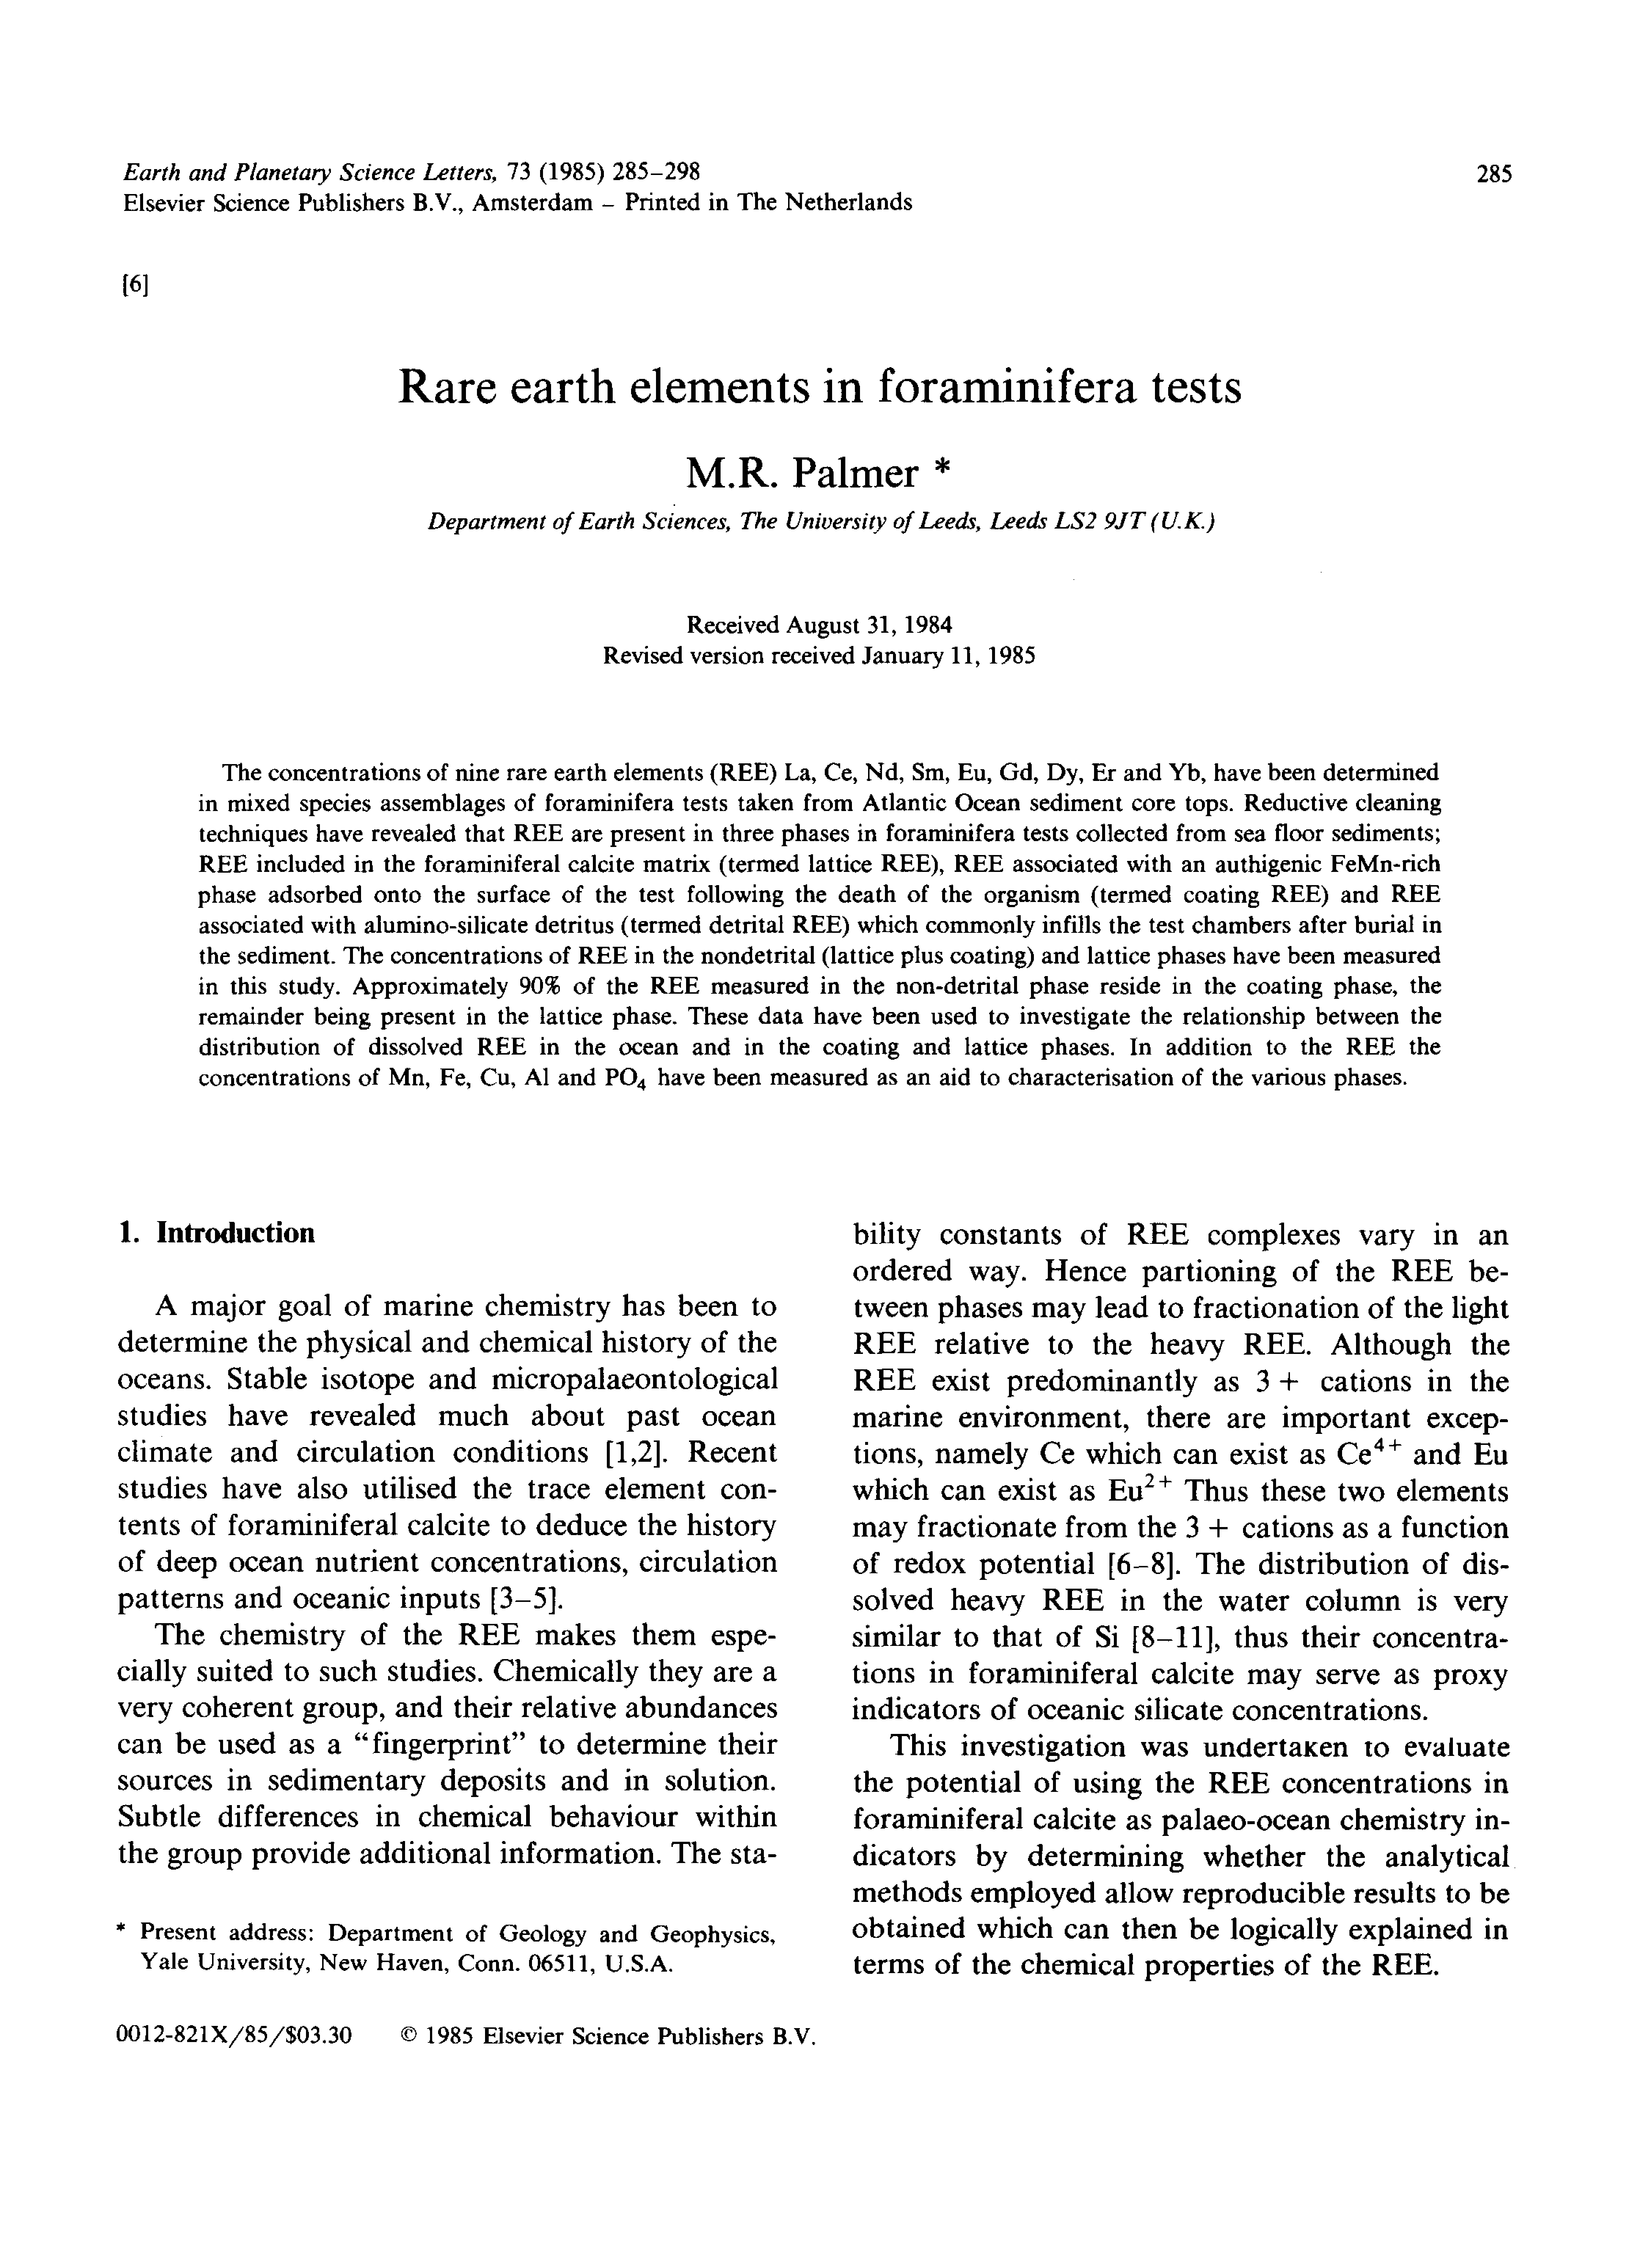 Earth and Planetary Science Letters, 73 (1985) 285–298
285
Elsevier Science Publishers B.V., Amsterdam – Printed in The Netherlands
[6]
Rare earth elements in foraminifera tests
M.R. Palmer *
Department of Earth Sciences, The University of Leeds, Leeds LS2 9JT (U.K.)
Received August 31, 1984
Revised version received January 11, 1985
The concentrations of nine rare earth elements (REE) La, Ce, Nd, Sm, Eu, Gd, Dy, Er and Yb, have been determined
in mixed species assemblages of foraminifera tests taken from Atlantic Ocean sediment core tops. Reductive cleaning
techniques have revealed that REE are present in three phases in foraminifera tests collected from sea floor sediments;
REE included in the foraminiferal calcite matrix (termed lattice REE), REE associated with an authigenic FeMn-rich
phase adsorbed onto the surface of the test following the death of the organism (termed coating REE) and REE
associated with alumino-silicate detritus (termed detrital REE) which commonly infills the test chambers after burial in
the sediment. The concentrations of REE in the nondetrital (lattice plus coating) and lattice phases have been measured
in this study. Approximately 90% of the REE measured in the non-detrital phase reside in the coating phase, the
remainder being present in the lattice phase. These data have been used to investigate the relationship between the
distribution of dissolved REE in the ocean and in the coating and lattice phases. In addition to the REE the
concentrations of Mn, Fe, Cu, Al and PO₄ have been measured as an aid to characterisation of the various phases.
1. Introduction
A major goal of marine chemistry has been to
determine the physical and chemical history of the
oceans. Stable isotope and micropalaeontological
studies have revealed much about past ocean
climate and circulation conditions [1,2]. Recent
studies have also utilised the trace element con-
tents of foraminiferal calcite to deduce the history
of deep ocean nutrient concentrations, circulation
patterns and oceanic inputs [3–5].
The chemistry of the REE makes them espe-
cially suited to such studies. Chemically they are a
very coherent group, and their relative abundances
can be used as a “fingerprint” to determine their
sources in sedimentary deposits and in solution.
Subtle differences in chemical behaviour within
the group provide additional information. The sta-
* Present address: Department of Geology and Geophysics,
Yale University, New Haven, Conn. 06511, U.S.A.
bility constants of REE complexes vary in an
ordered way. Hence partioning of the REE be-
tween phases may lead to fractionation of the light
REE relative to the heavy REE. Although the
REE exist predominantly as 3 + cations in the
marine environment, there are important excep-
tions, namely Ce which can exist as Ce⁴⁺ and Eu
which can exist as Eu²⁺ Thus these two elements
may fractionate from the 3 + cations as a function
of redox potential [6–8]. The distribution of dis-
solved heavy REE in the water column is very
similar to that of Si [8–11], thus their concentra-
tions in foraminiferal calcite may serve as proxy
indicators of oceanic silicate concentrations.
This investigation was undertaken to evaluate
the potential of using the REE concentrations in
foraminiferal calcite as palaeo-ocean chemistry in-
dicators by determining whether the analytical
methods employed allow reproducible results to be
obtained which can then be logically explained in
terms of the chemical properties of the REE.
0012-821X/85/$03.30 © 1985 Elsevier Science Publishers B.V.